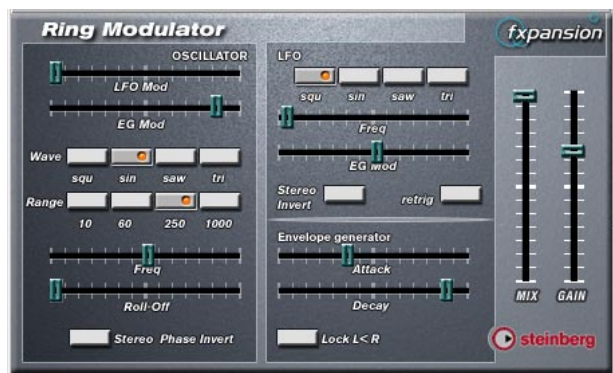 Ring Modulator
fxpansion
OSCILLATOR
LFO Mod
EG Mod
Wave
squ sin saw tri
Range
10 60 250 1000
Freq
Roll-Off
Stereo Phase Invert
LFO
squ sin saw tri
Freq
EG Mod
Stereo
Invert
retrig
Envelope generator
Attack
Decay
Lock L<R
MIX GAIN
steinberg